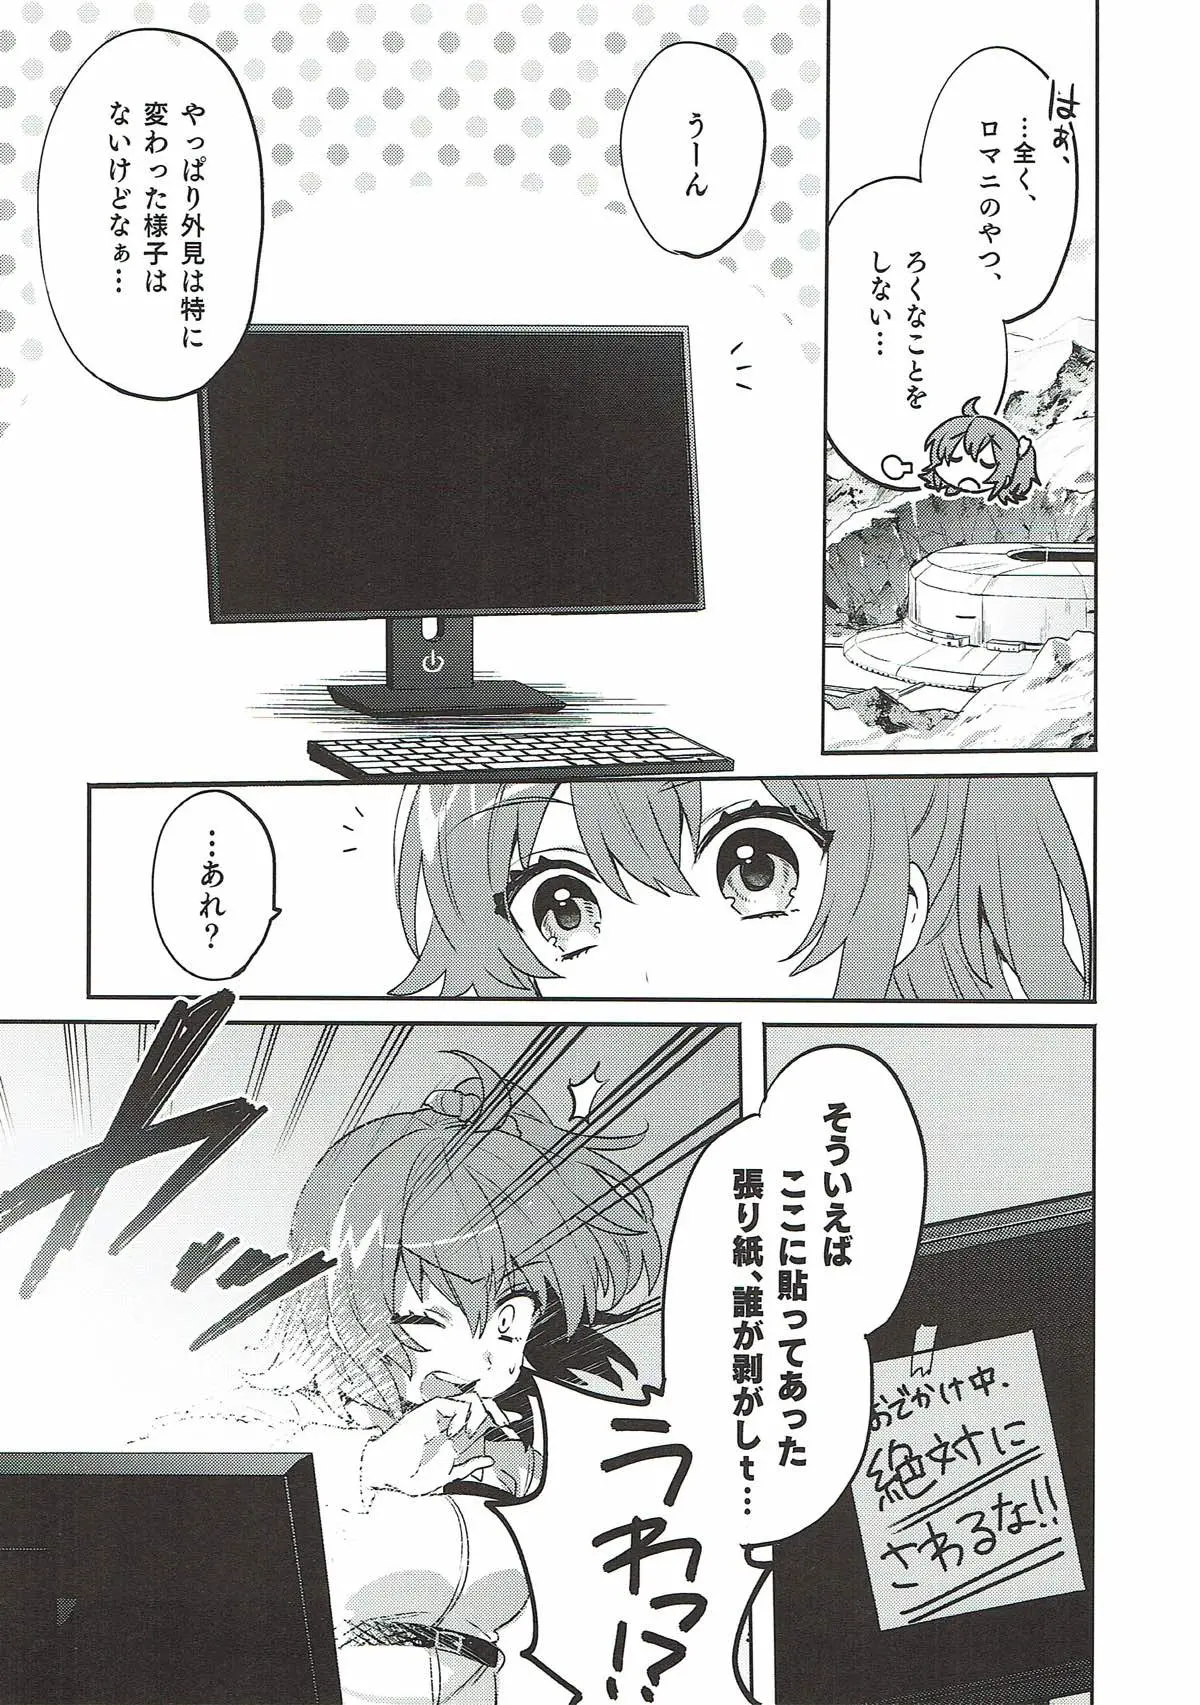 はぁ、
…全く、
ロマニのやつ、
ろくなことを
しない…
うーん
やっぱり外見は特に
変わった様子は
ないけどなぁ…
…あれ?
そういえば
ここに貼ってあった
張り紙、誰が剥がしt…
おでかけ中、
絶対に
さわるな!!
うわっ!?